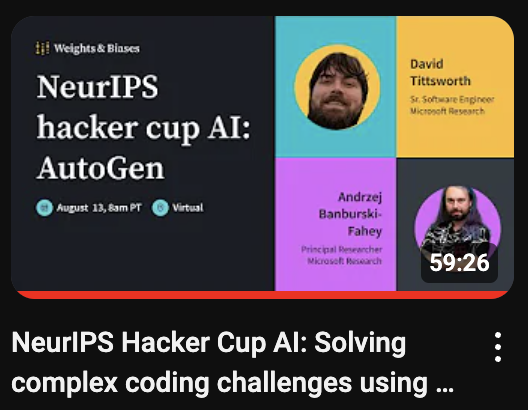 Weights & Biases
NeurIPS
hacker cup AI:
AutoGen
August 13, 8am PT
Virtual
David
Tittsworth
Sr. Software Engineer
Microsoft Research
Andrzej
Banburski-
Fahey
Principal Researcher
Microsoft Research
59:26
NeurIPS Hacker Cup AI: Solving
complex coding challenges using ...